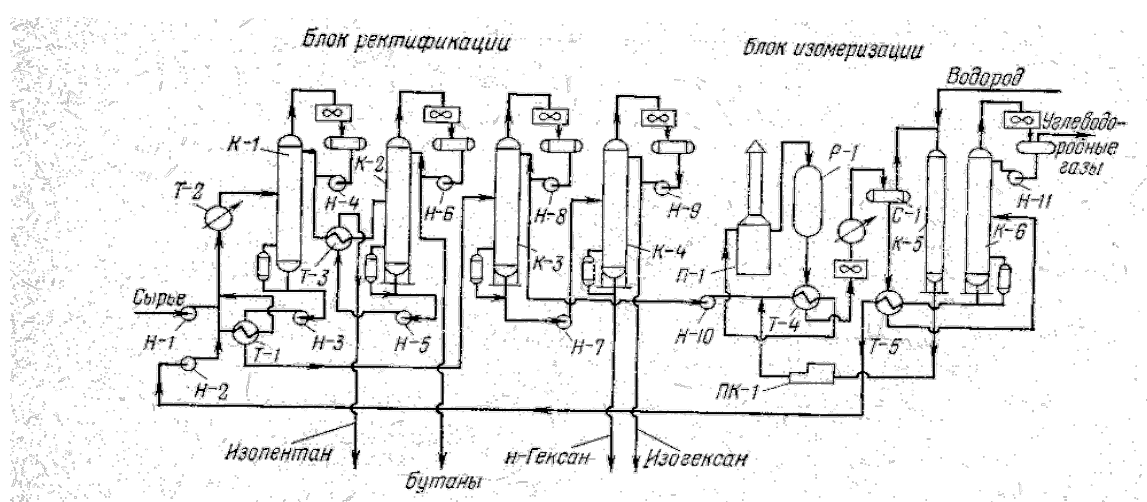 Блок ректификации
Блок изомеризации
Водород
Углеводо-
родные
газы
К-1
К-2
Т-2
Н-4
Н-6
Н-8
Н-9
Р-1
С-1
Н-11
К-5
К-6
Т-3
К-3
К-4
П-1
Сырье
Н-1
Т-1
Н-3
Н-5
Н-7
Н-10
Т-4
Т-5
Н-2
ПК-1
Изопентан
Бутаны
н-Гексан
Изогексан